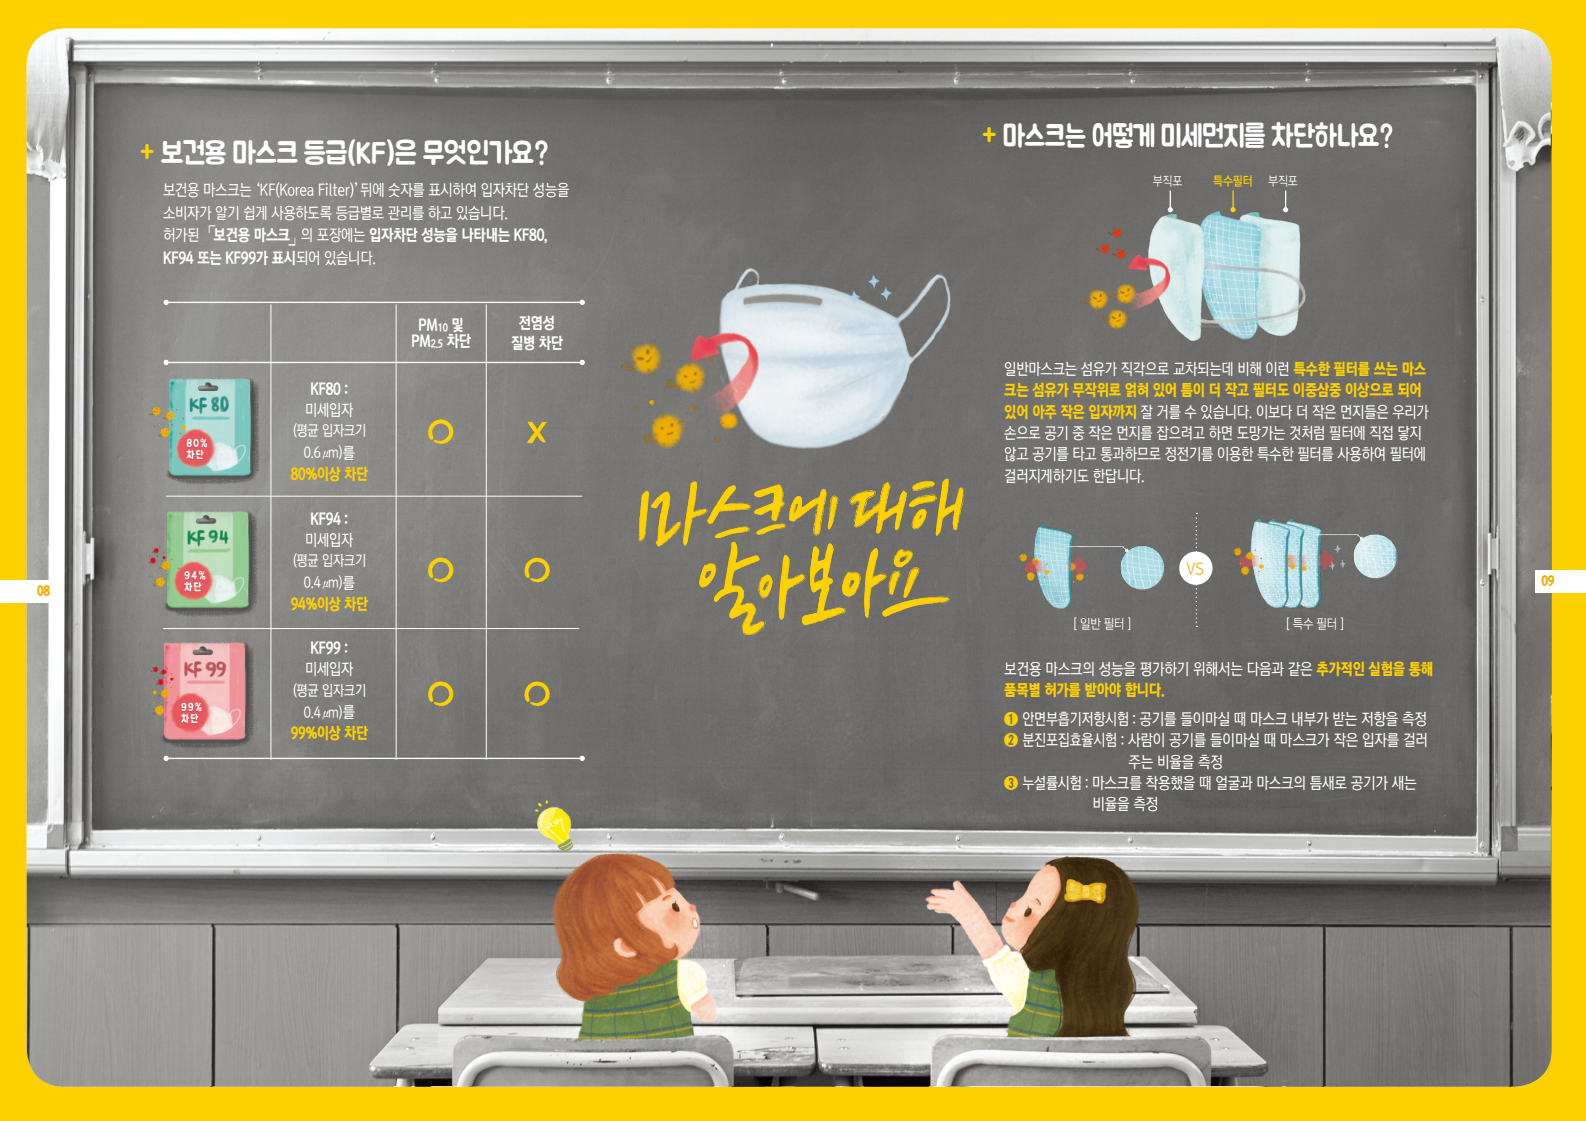 + 보건용 마스크 등급(KF)은 무엇인가요?
보건용 마스크는 ‘KF(Korea Filter)’ 뒤에 숫자를 표시하여 입자차단 성능을
소비자가 알기 쉽게 사용하도록 등급별로 관리를 하고 있습니다.
허가된 「보건용 마스크」의 포장에는 입자차단 성능을 나타내는 KF80,
KF94 또는 KF99가 표시되어 있습니다.
PM10 및
PM2.5 차단
전염성
질병 차단
KF 80
80%
차단
KF80 :
미세입자
(평균 입자크기
0.6㎛)를
80%이상 차단
X
KF 94
94%
차단
KF94 :
미세입자
(평균 입자크기
0.4㎛)를
94%이상 차단
KF 99
99%
차단
KF99 :
미세입자
(평균 입자크기
0.4㎛)를
99%이상 차단
08
마스크에 대해
알아보아요
+ 마스크는 어떻게 미세먼지를 차단하나요?
부직포 특수필터 부직포
일반마스크는 섬유가 직각으로 교차되는데 비해 이런 특수한 필터를 쓰는 마스
크는 섬유가 무작위로 얽혀 있어 틈이 더 작고 필터도 이중삼중 이상으로 되어
있어 아주 작은 입자까지 잘 거를 수 있습니다. 이보다 더 작은 먼지들은 우리가
손으로 공기 중 작은 먼지를 잡으려고 하면 도망가는 것처럼 필터에 직접 닿지
않고 공기를 타고 통과하므로 정전기를 이용한 특수한 필터를 사용하여 필터에
걸러지게하기도 한답니다.
VS
[ 일반 필터 ] [ 특수 필터 ]
보건용 마스크의 성능을 평가하기 위해서는 다음과 같은 추가적인 실험을 통해
품목별 허가를 받아야 합니다.
❶ 안면부흡기저항시험 : 공기를 들이마실 때 마스크 내부가 받는 저항을 측정
❷ 분진포집효율시험 : 사람이 공기를 들이마실 때 마스크가 작은 입자를 걸러
주는 비율을 측정
❸ 누설률시험 : 마스크를 착용했을 때 얼굴과 마스크의 틈새로 공기가 새는
비율을 측정
09